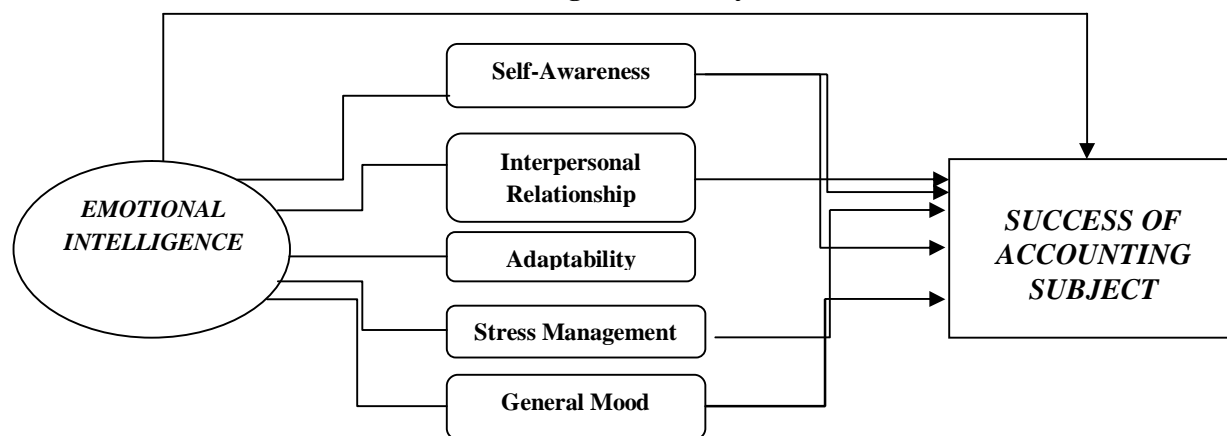 Self-Awareness
Interpersonal
Relationship
EMOTIONAL
INTELLIGENCE
Adaptability
SUCCESS OF
ACCOUNTING
SUBJECT
Stress Management
General Mood